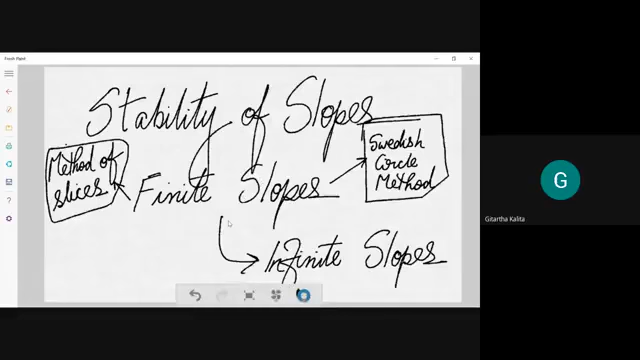 Fresh Paint
Stability of Slopes
Method of
slices
Finite Slopes
Swedish
Circle
Method
Infinite Slopes
G
Gitartha Kalita